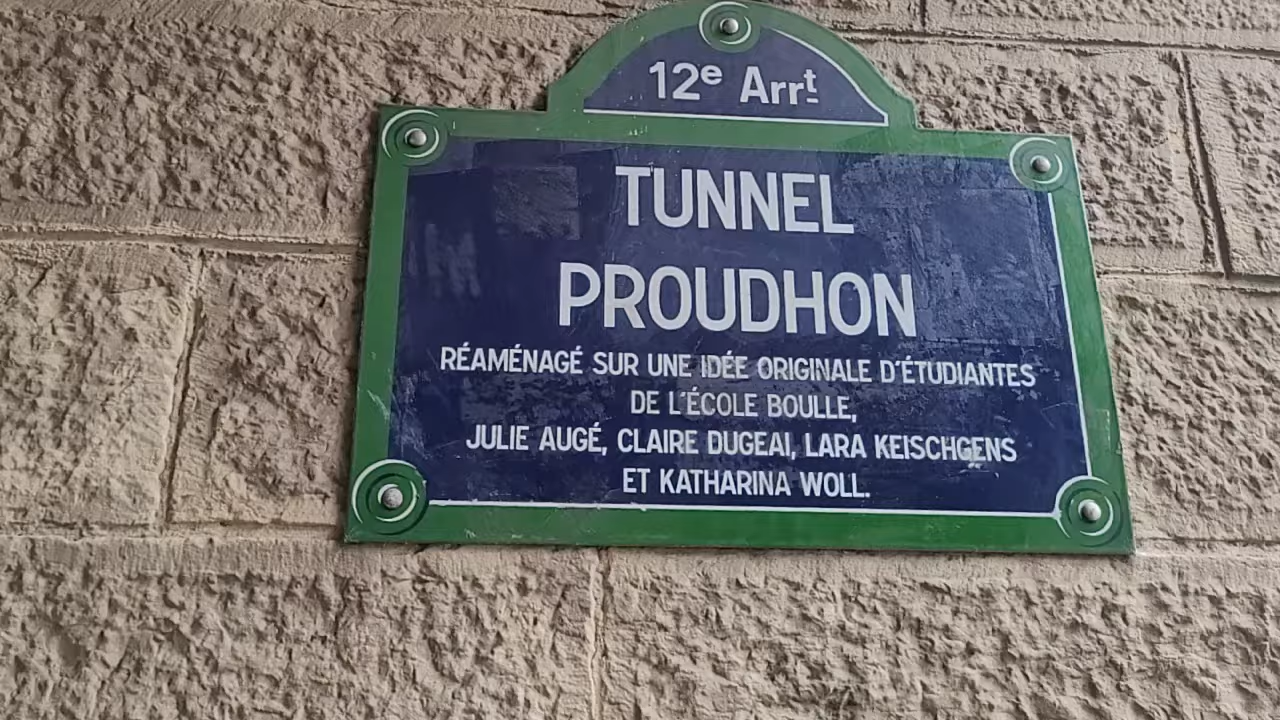 12e Arrt
TUNNEL
PROUDHON
RÉAMÉNAGÉ SUR UNE IDÉE ORIGINALE D'ÉTUDIANTES
DE L'ÉCOLE BOULLE,
JULIE AUGÉ, CLAIRE DUGEAI, LARA KEISCHGENS
ET KATHARINA WOLL.